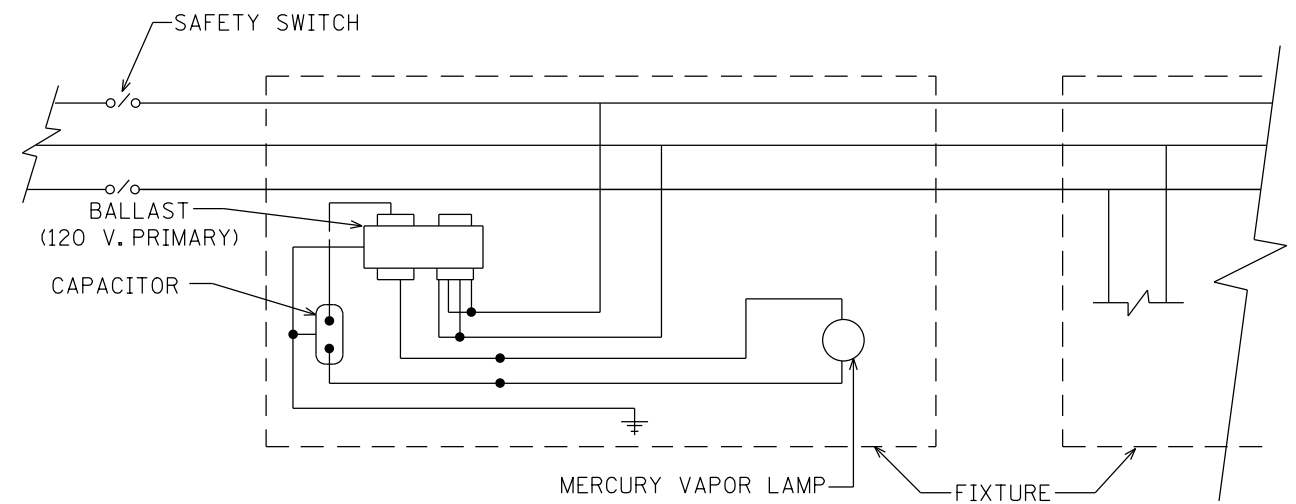 SAFETY SWITCH
BALLAST
(120 V. PRIMARY)
CAPACITOR
MERCURY VAPOR LAMP
FIXTURE